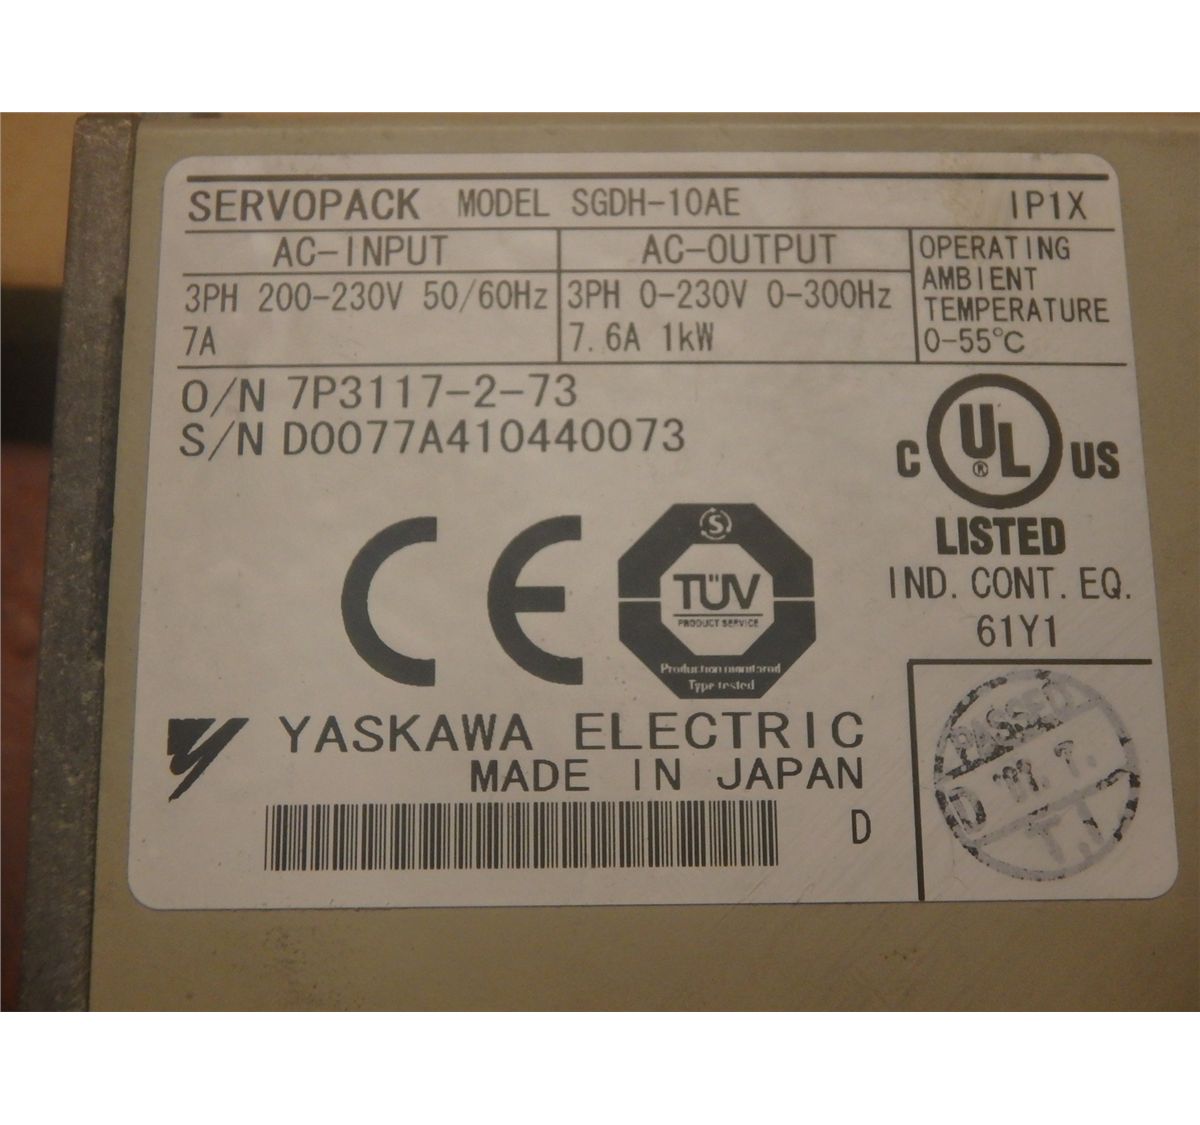 SERVOPACK MODEL SGDH-10AE IP1X
AC-INPUT
3PH 200-230V 50/60Hz
7A
AC-OUTPUT
3PH 0-230V 0-300Hz
7.6A 1kW
OPERATING
AMBIENT
TEMPERATURE
0-55°C
O/N 7P3117-2-73
S/N D0077A410440073
C UL® US
LISTED
IND. CONT. EQ.
61Y1
CE
S
TÜV
PRODUCT SERVICE
Production monitored
Type tested
YASKAWA ELECTRIC
MADE IN JAPAN
D
PASSED
T.J